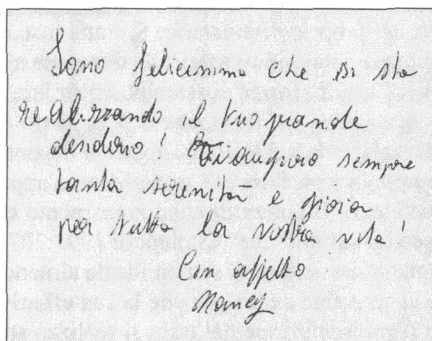 Sono felicissima che si sta
realizzando il tuo grande
desiderio! Ti auguro sempre
tanta serenità e gioia
per tutta la vostra vita!
Con affetto
Nancy